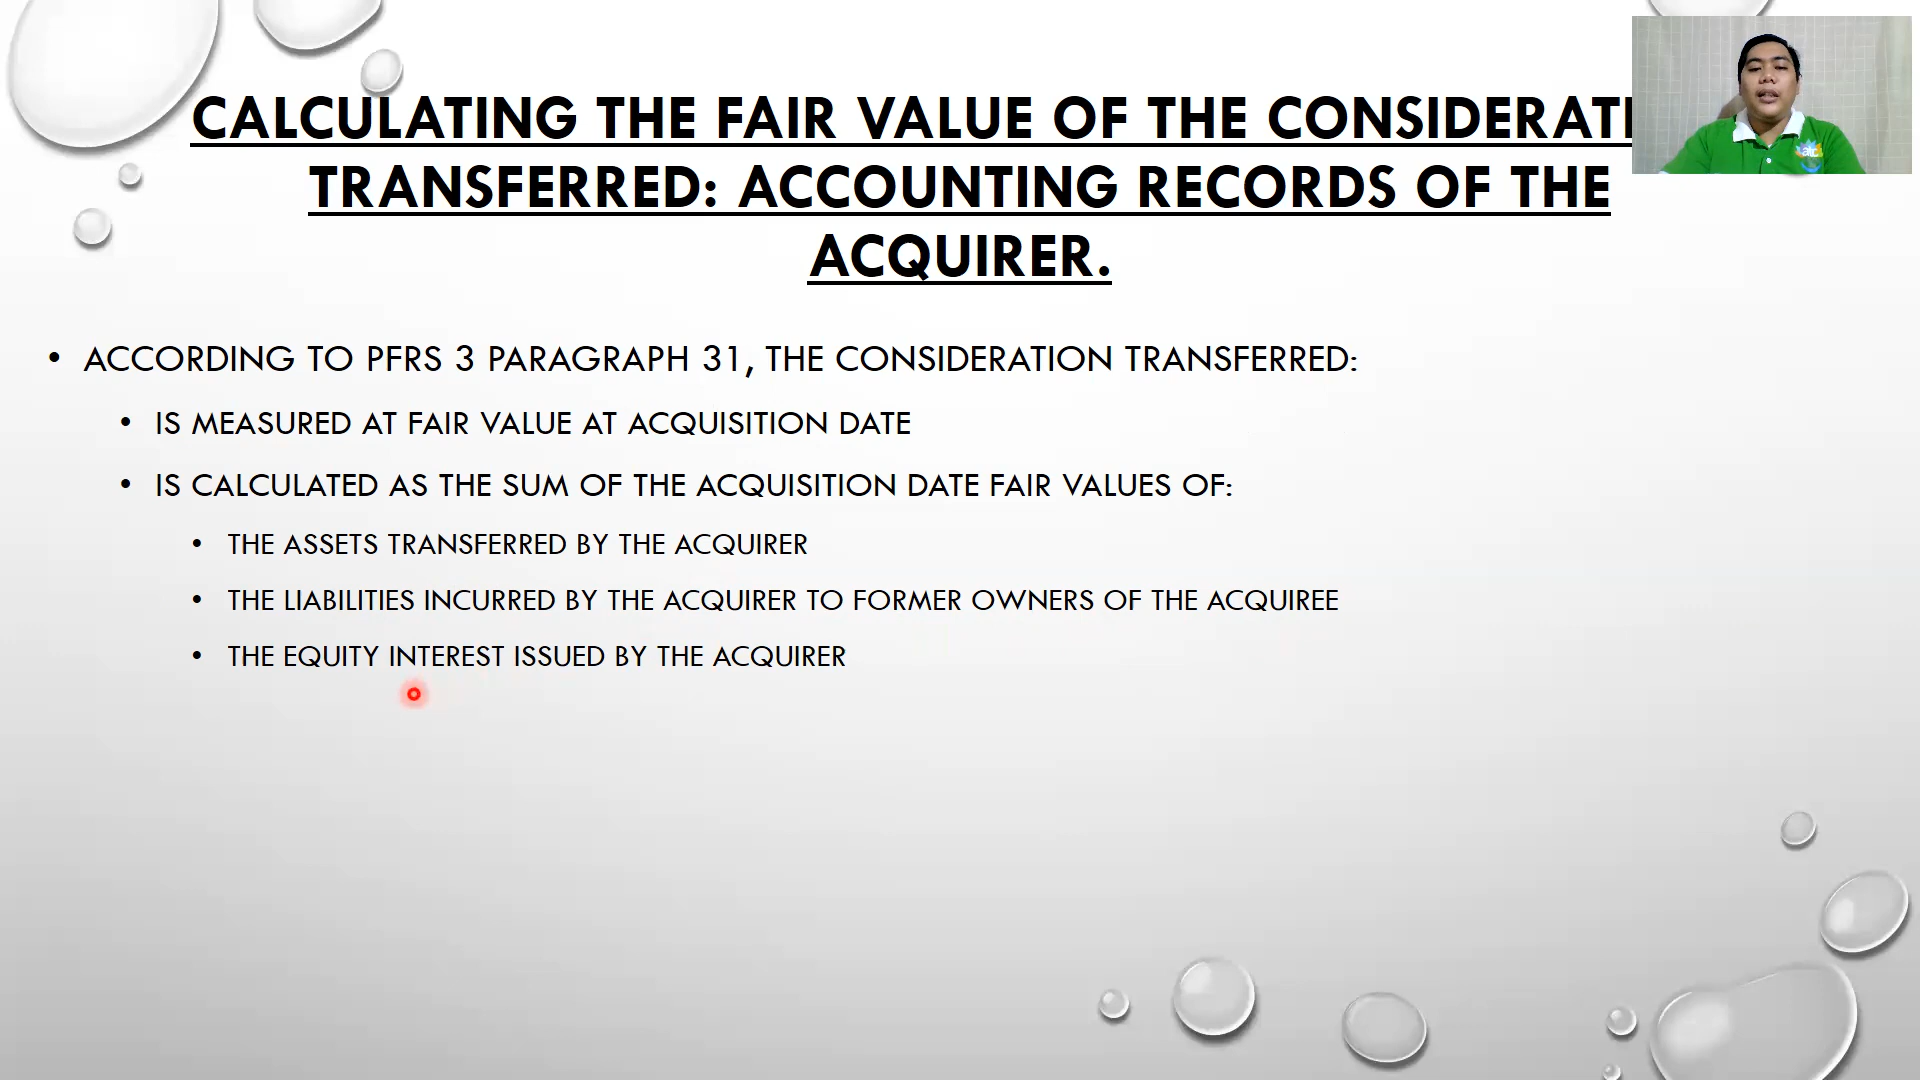 CALCULATING THE FAIR VALUE OF THE CONSIDERATI
TRANSFERRED: ACCOUNTING RECORDS OF THE
ACQUIRER.
• ACCORDING TO PFRS 3 PARAGRAPH 31, THE CONSIDERATION TRANSFERRED:
• IS MEASURED AT FAIR VALUE AT ACQUISITION DATE
• IS CALCULATED AS THE SUM OF THE ACQUISITION DATE FAIR VALUES OF:
• THE ASSETS TRANSFERRED BY THE ACQUIRER
• THE LIABILITIES INCURRED BY THE ACQUIRER TO FORMER OWNERS OF THE ACQUIREE
• THE EQUITY INTEREST ISSUED BY THE ACQUIRER